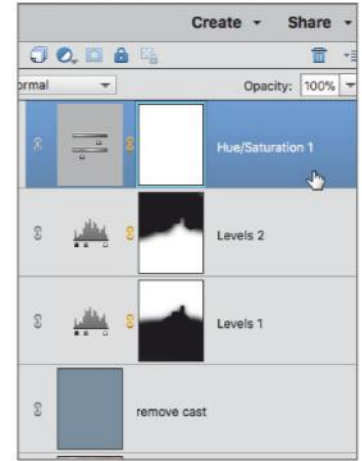 Create Share
ormal Opacity: 100%
Hue/Saturation 1
Levels 2
Levels 1
remove cast